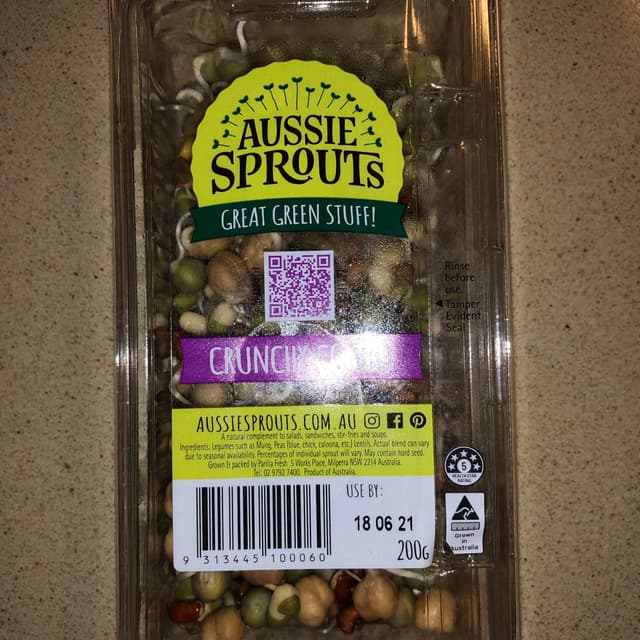 AUSSIE
SPROUTS
GREAT GREEN STUFF!
Rinse
before
use.
Tamper
Evident
Seal
CRUNCHY
AUSSIESPROUTS.COM.AU
A natural complement to salads, sandwiches, stir-fries and soups.
Ingredients: Legumes such as Mung, Peas (blue, chick, caloona, etc.) Lentils. Actual blend can vary
due to seasonal availability. Percentages of individual sprout will vary. May contain hard seed.
Grown & packed by Parilla Fresh 5 Works Place, Milperra NSW 2214 Australia.
Tel: 02 9792 7400. Product of Australia.
5
HEALTH STAR
RATING
USE BY:
18 06 21
200G
9 313445 100060
Grown
in
Australia